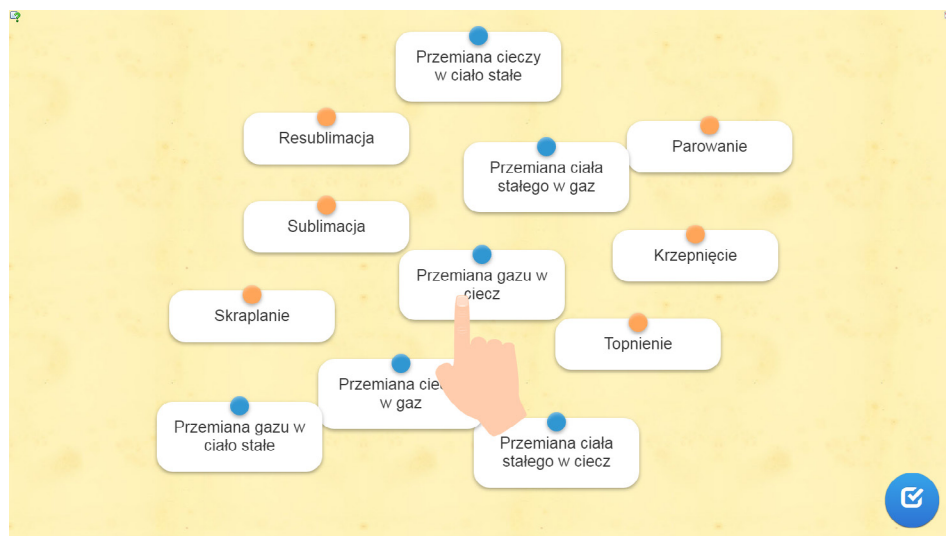 Przemiana cieczy
w ciało stałe
Resublimacja
Parowanie
Przemiana ciała
stałego w gaz
Sublimacja
Krzepnięcie
Przemiana gazu w
ciecz
Skraplanie
Topnienie
Przemiana
w gaz
Przemiana gazu w
ciało stałe
Przemiana ciała
stałego w ciecz